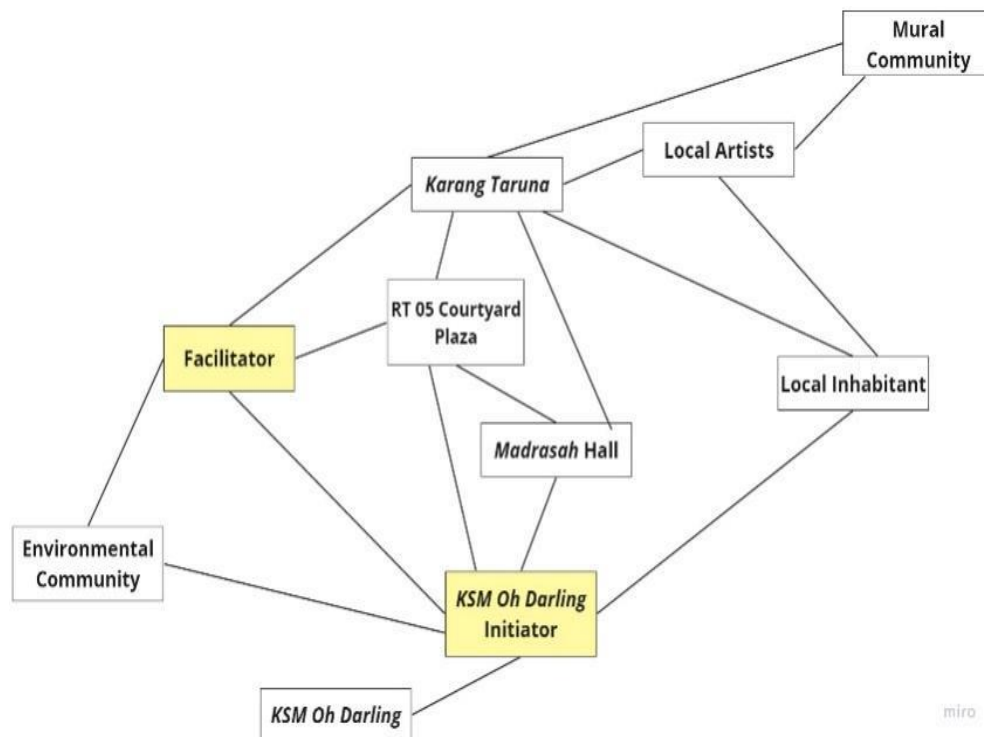 Mural
Community
Local Artists
Karang Taruna
RT 05 Courtyard
Plaza
Facilitator
Local Inhabitant
Madrasah Hall
Environmental
Community
KSM Oh Darling
Initiator
KSM Oh Darling
miro